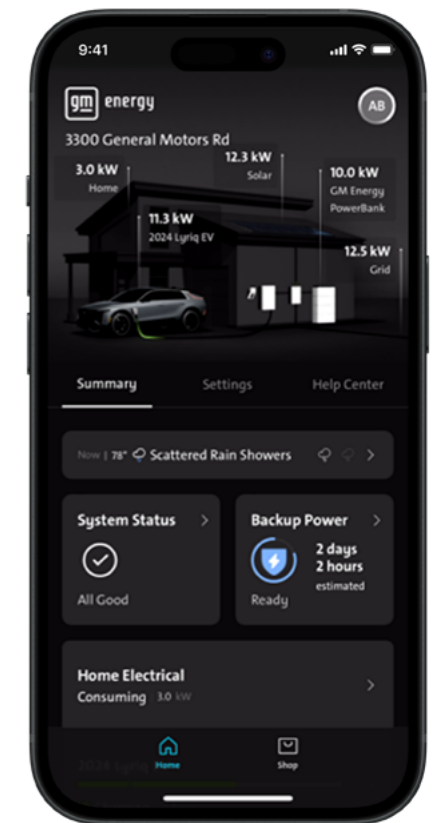 9:41
gm energy
AB
3300 General Motors Rd
12.3 kW
Solar
3.0 kW
Home
10.0 kW
GM Energy
PowerBank
11.3 kW
2024 Lyriq EV
12.5 kW
Grid
Summary
Settings
Help Center
Now | 78° Scattered Rain Showers
System Status
All Good
Backup Power
2 days
2 hours
estimated
Ready
Home Electrical
Consuming 3.0 kW
2024 Lyriq
Home
Shop